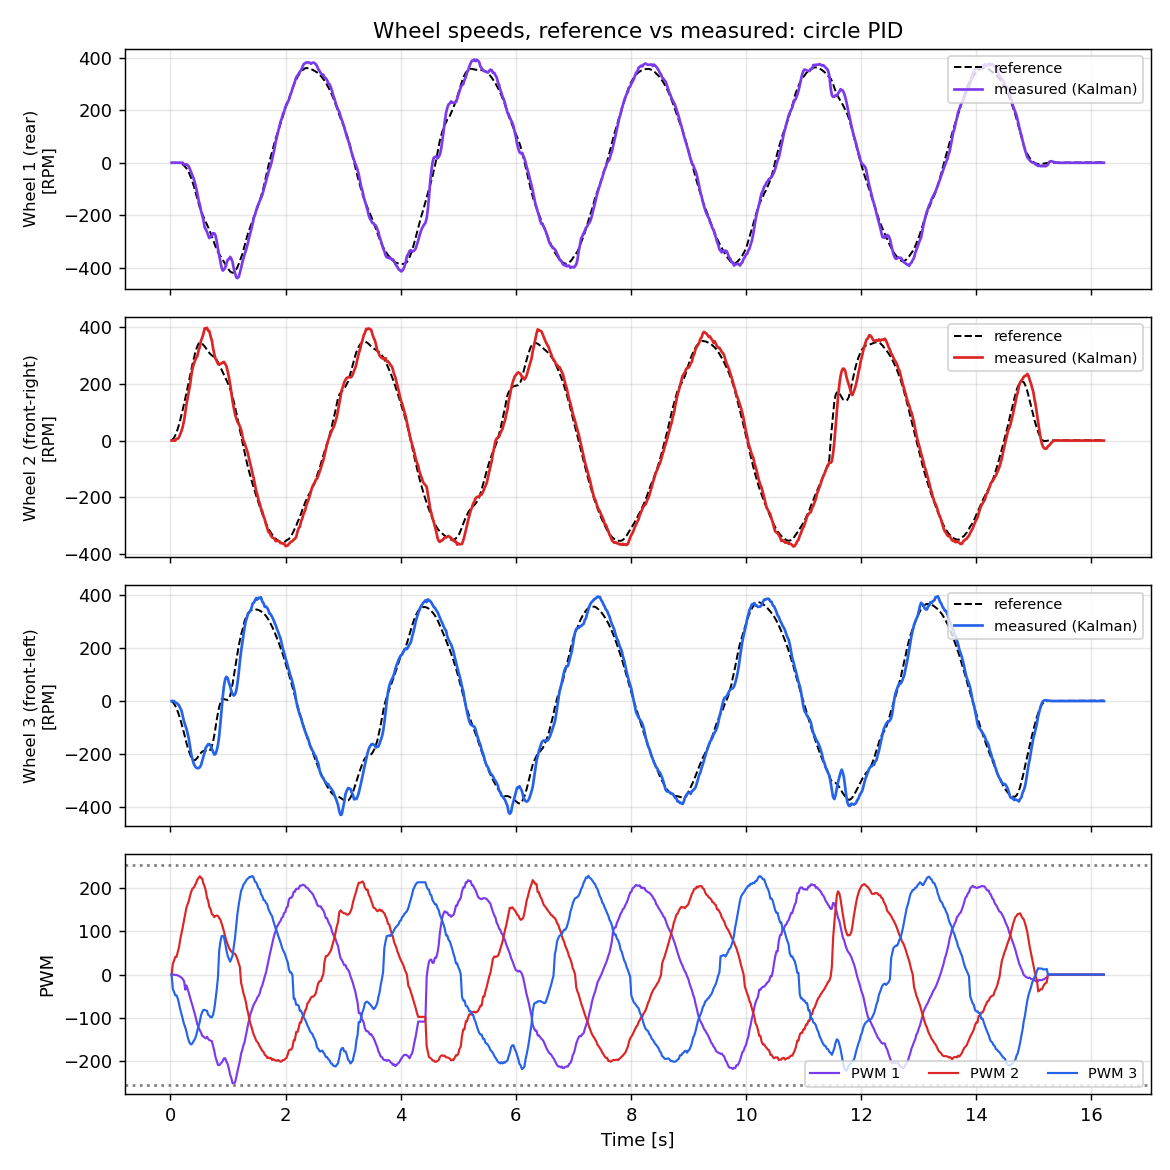 Wheel speeds, reference vs measured: circle PID
Wheel 1 (rear)
[RPM]
400
200
0
−200
−400
reference
measured (Kalman)
Wheel 2 (front-right)
[RPM]
400
200
0
−200
−400
reference
measured (Kalman)
Wheel 3 (front-left)
[RPM]
400
200
0
−200
−400
reference
measured (Kalman)
PWM
200
100
0
−100
−200
PWM 1 PWM 2 PWM 3
0 2 4 6 8 10 12 14 16
Time [s]